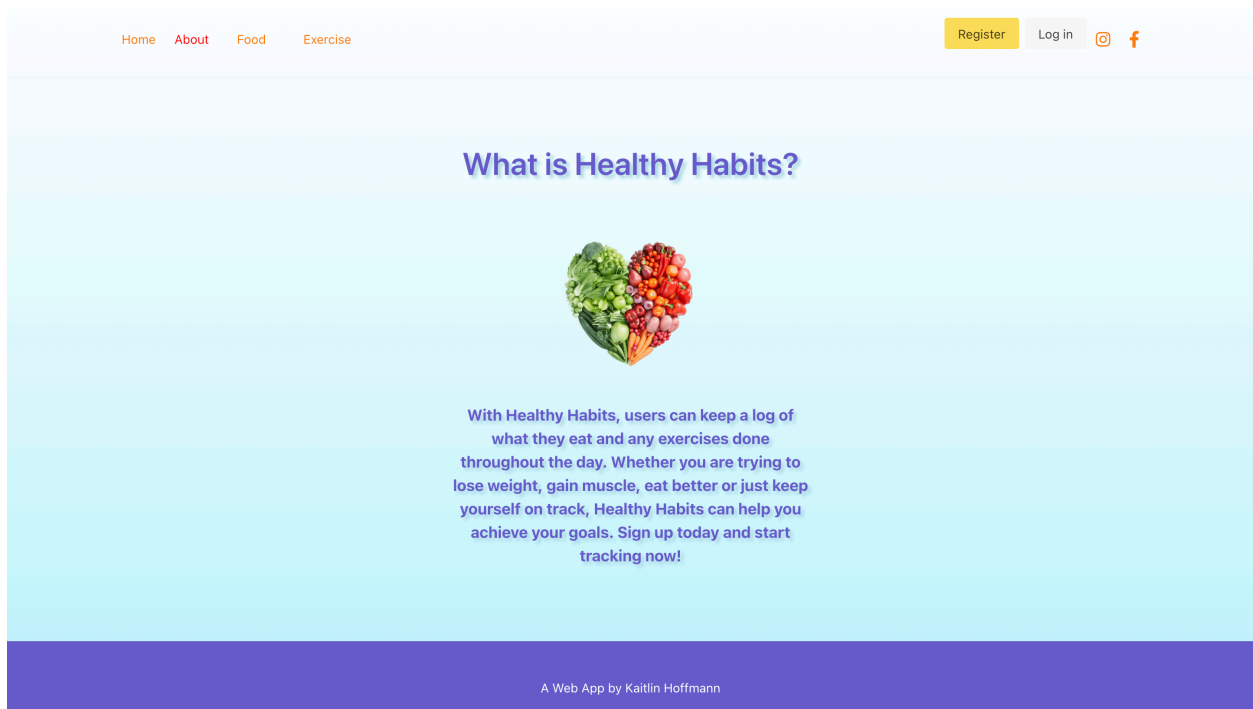 Home About Food Exercise Register Log in
What is Healthy Habits?
With Healthy Habits, users can keep a log of
what they eat and any exercises done
throughout the day. Whether you are trying to
lose weight, gain muscle, eat better or just keep
yourself on track, Healthy Habits can help you
achieve your goals. Sign up today and start
tracking now!
A Web App by Kaitlin Hoffmann